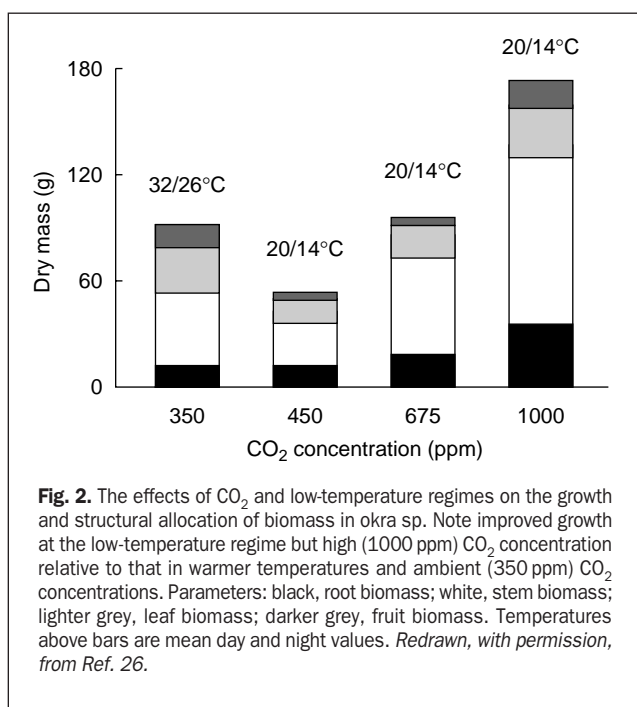 20/14°C
180
20/14°C
120
32/26°C
20/14°C
Dry mass (g)
60
0
350 450 675 1000
CO₂ concentration (ppm)
Fig. 2. The effects of CO₂ and low-temperature regimes on the growth
and structural allocation of biomass in okra sp. Note improved growth
at the low-temperature regime but high (1000 ppm) CO₂ concentration
relative to that in warmer temperatures and ambient (350 ppm) CO₂
concentrations. Parameters: black, root biomass; white, stem biomass;
lighter grey, leaf biomass; darker grey, fruit biomass. Temperatures
above bars are mean day and night values. Redrawn, with permission,
from Ref. 26.